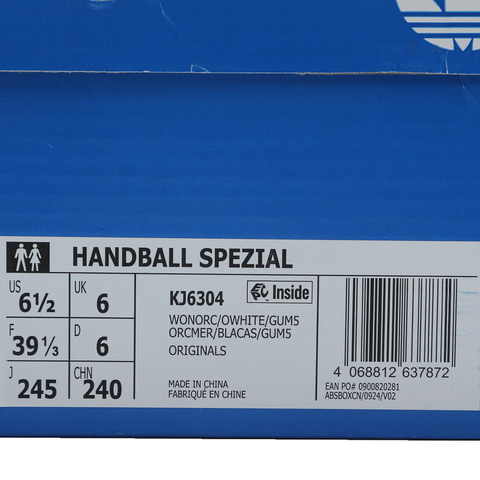 HANDBALL SPEZIAL
US 6½ UK 6
F 39⅓ D 6
J 245 CHN 240
KJ6304
EZ Inside
WONORC/OWHITE/GUM5
ORCMER/BLACAS/GUM5
ORIGINALS
MADE IN CHINA
FABRIQUÉ EN CHINE
4 068812 637872
EAN PO# 0900820281
ABSBOXCN/0924/V02